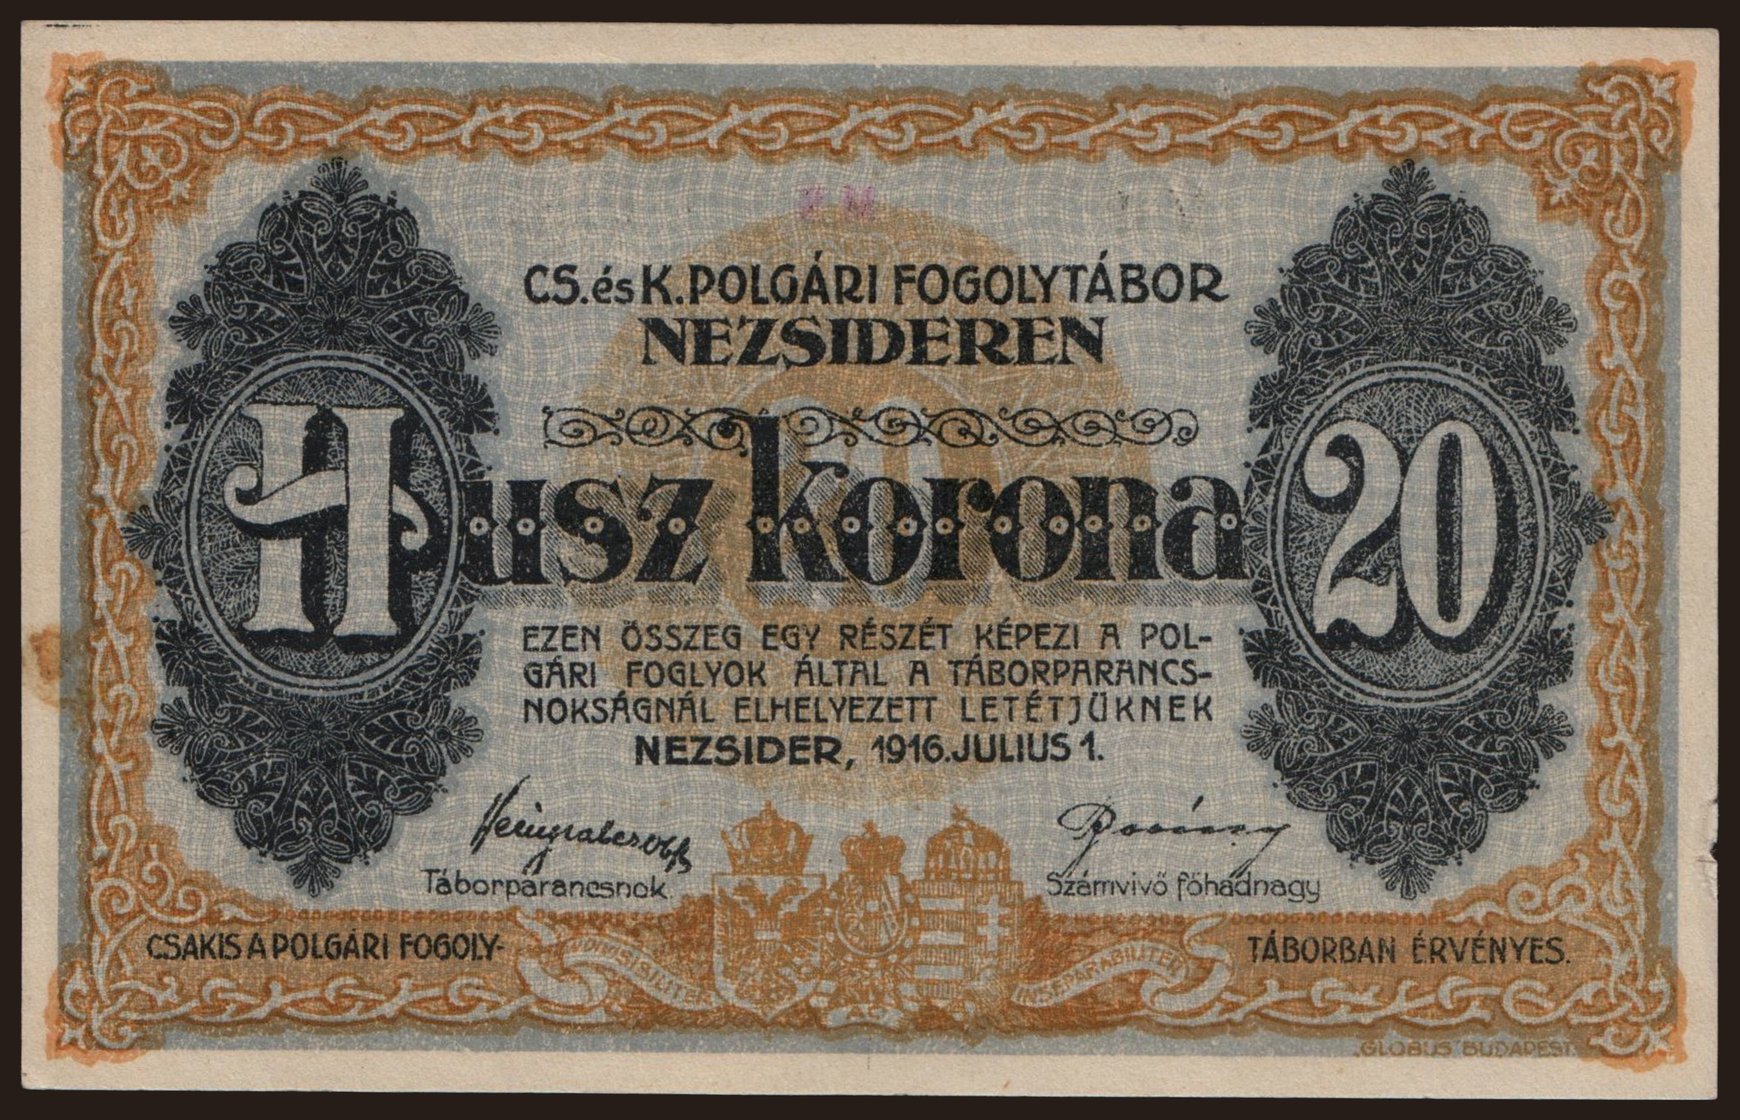 CS. és K. POLGÁRI FOGOLYTÁBOR
NEZSIDEREN
Husz korona
20
EZEN ÖSSZEG EGY RÉSZÉT KÉPEZI A POL-
GÁRI FOGLYOK ÁLTAL A TÁBORPARANCS-
NOKSÁGNÁL ELHELYEZETT LETÉTJÜKNEK
NEZSIDER, 1916. JULIUS 1.
Táborparancsnok.
Számvivő főhadnagy
CSAKIS A POLGÁRI FOGOLY-
TÁBORBAN ÉRVÉNYES.
INDIVISIBILITER
INSEPARABILITER
„GLOBUS" BUDAPEST.